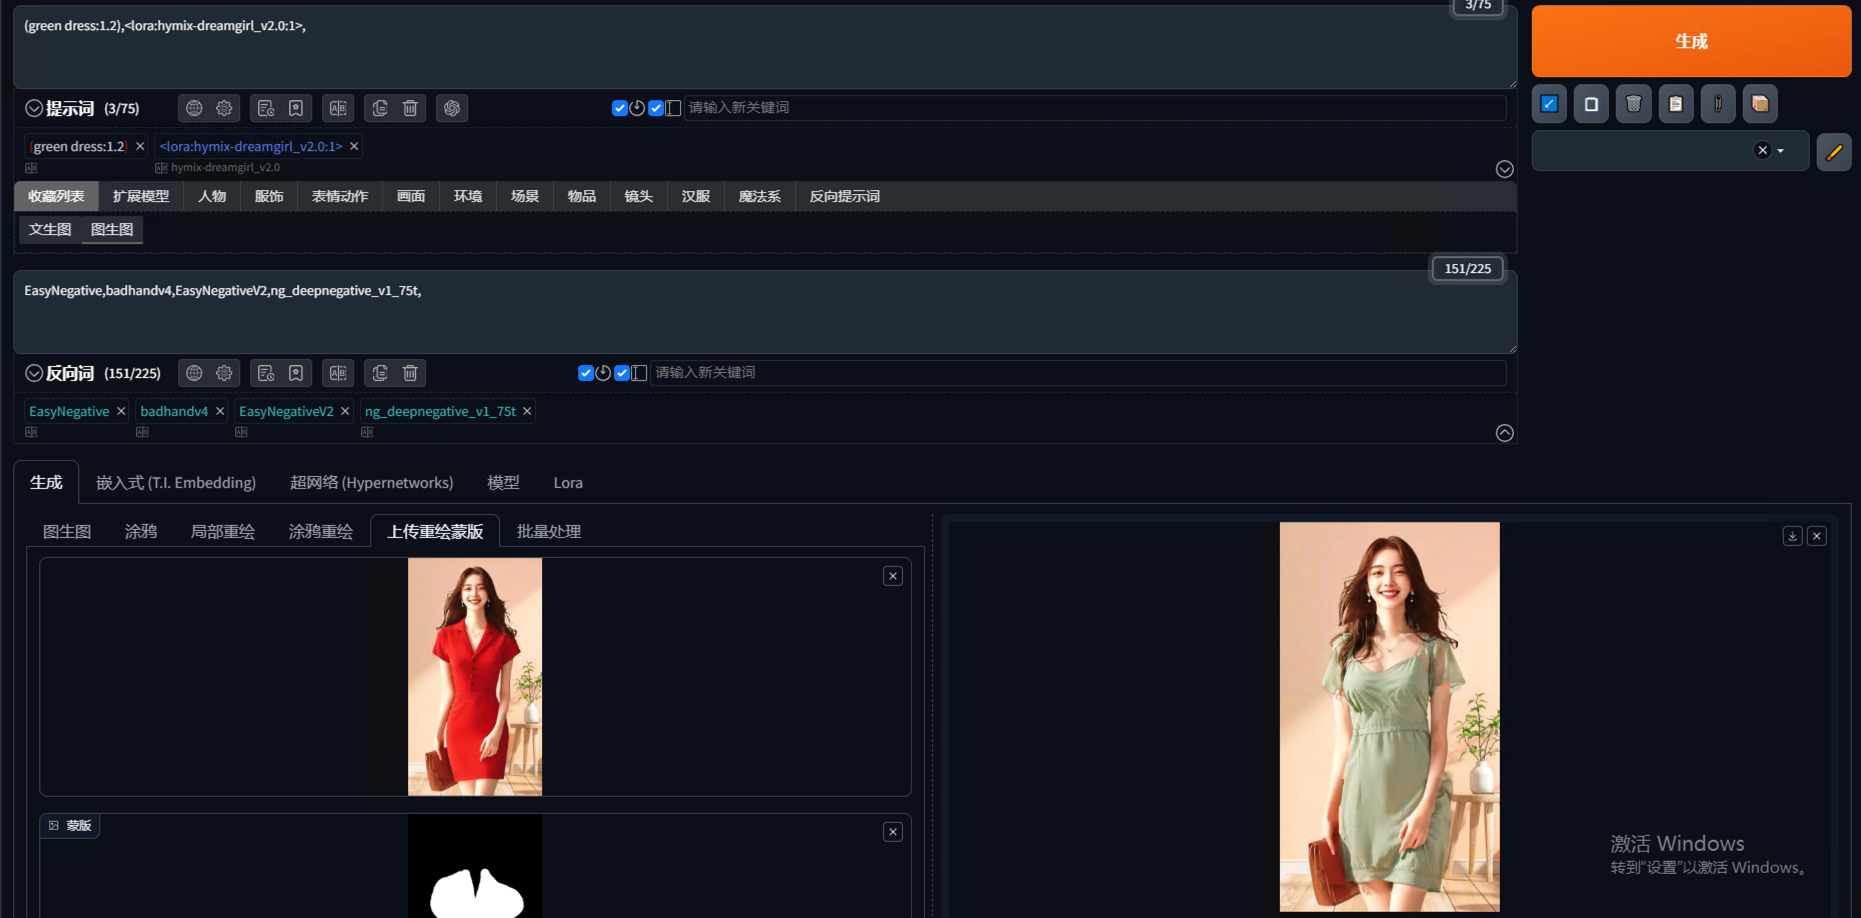 (green dress:1.2),<lora:hymix-dreamgirl_v2.0:1>,
3/75
生成
提示词 (3/75)
请输入新关键词
(green dress:1.2) × <lora:hymix-dreamgirl_v2.0:1> ×
hymix-dreamgirl_v2.0
收藏列表 扩展模型 人物 服饰 表情动作 画面 环境 场景 物品 镜头 汉服 魔法系 反向提示词
文生图 图生图
151/225
EasyNegative,badhandv4,EasyNegativeV2,ng_deepnegative_v1_75t,
反向词 (151/225)
请输入新关键词
EasyNegative × badhandv4 × EasyNegativeV2 × ng_deepnegative_v1_75t ×
生成 嵌入式 (T.I. Embedding) 超网络 (Hypernetworks) 模型 Lora
图生图 涂鸦 局部重绘 涂鸦重绘 上传重绘蒙版 批量处理
蒙版
激活 Windows
转到"设置"以激活 Windows。